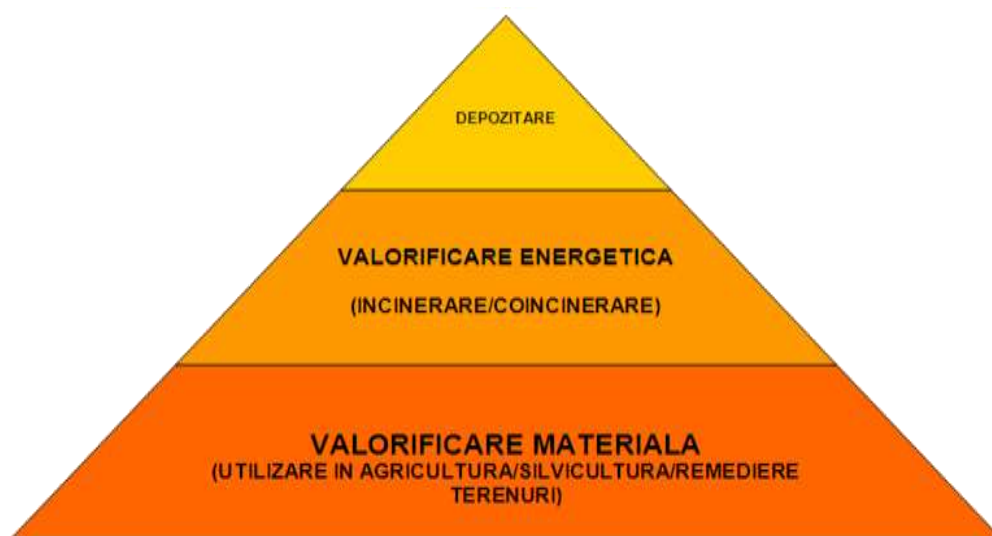 DEPOZITARE
VALORIFICARE ENERGETICA
(INCINERARE/COINCINERARE)
VALORIFICARE MATERIALA
(UTILIZARE IN AGRICULTURA/SILVICULTURA/REMEDIERE
TERENURI)